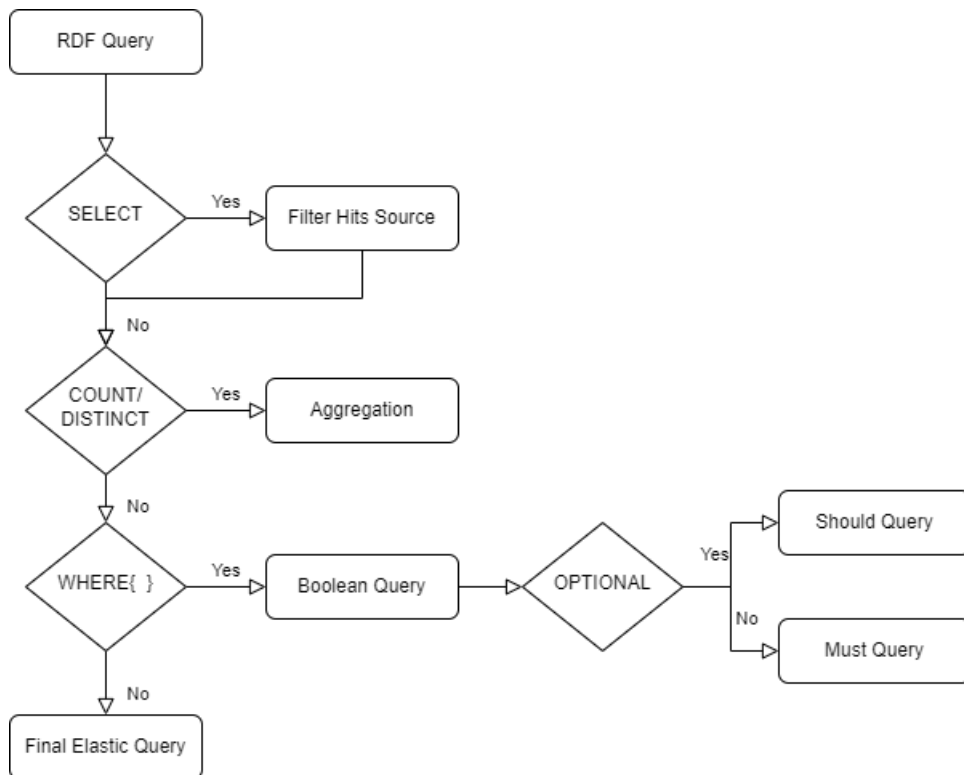 RDF Query
SELECT
Yes
Filter Hits Source
No
COUNT/
DISTINCT
Yes
Aggregation
No
WHERE{  }
Yes
Boolean Query
OPTIONAL
Yes
Should Query
No
Must Query
No
Final Elastic Query